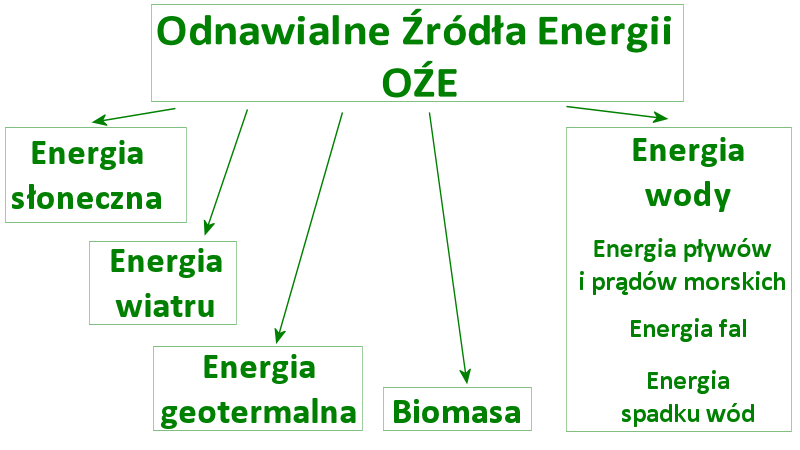 Odnawialne Źródła Energii
OŹE
Energia
słoneczna
Energia
wiatru
Energia
geotermalna
Biomasa
Energia
wody
Energia pływów
i prądów morskich
Energia fal
Energia
spadku wód